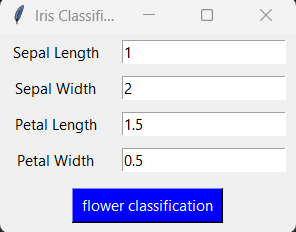 Iris Classifi...
Sepal Length 1
Sepal Width 2
Petal Length 1.5
Petal Width 0.5
flower classification